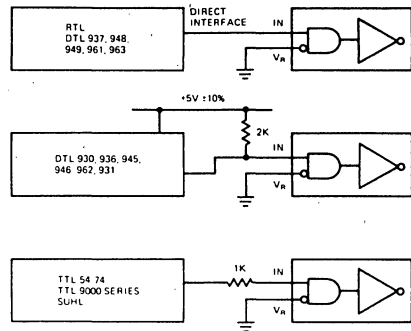 DIRECT
INTERFACE
RTL
DTL 937, 948,
949, 961, 963
IN
VR
+5V ±10%
2K
DTL 930, 936, 945,
946 962, 931
IN
VR
TTL 54 74
TTL 9000 SERIES
SUHL
1K
IN
VR